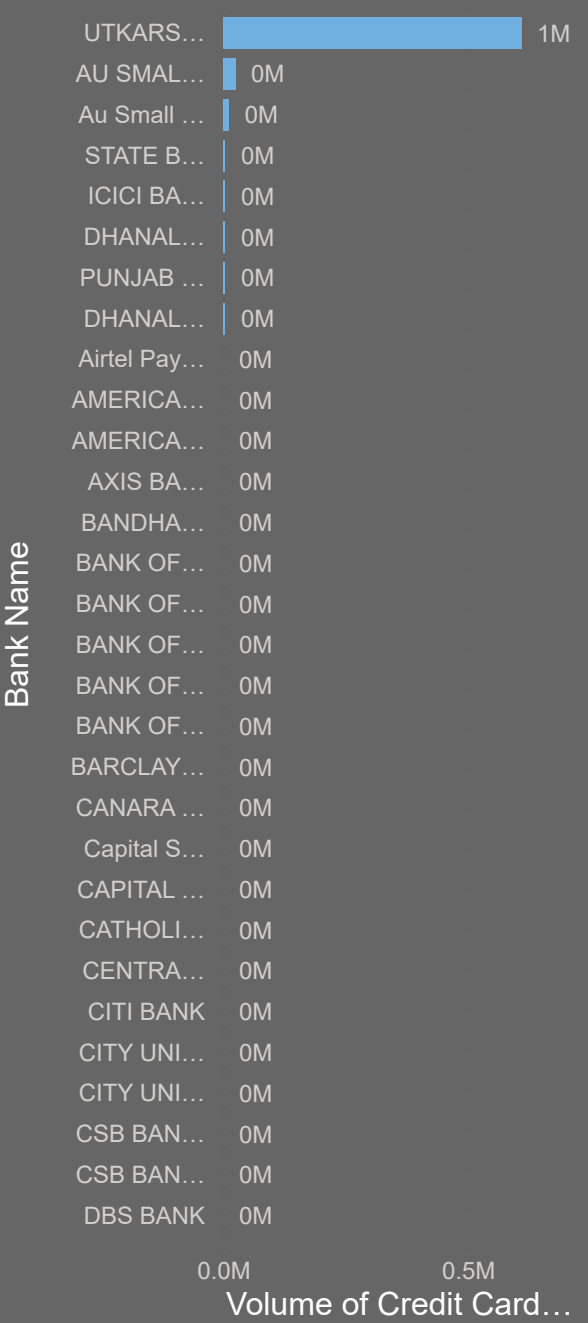 UTKARS… 1M
AU SMAL… 0M
Au Small … 0M
STATE B… 0M
ICICI BA… 0M
DHANAL… 0M
PUNJAB … 0M
DHANAL… 0M
Airtel Pay… 0M
AMERICA… 0M
AMERICA… 0M
AXIS BA… 0M
BANDHA… 0M
BANK OF… 0M
BANK OF… 0M
BANK OF… 0M
BANK OF… 0M
BANK OF… 0M
BARCLAY… 0M
CANARA … 0M
Capital S… 0M
CAPITAL … 0M
CATHOLI… 0M
CENTRA… 0M
CITI BANK 0M
CITY UNI… 0M
CITY UNI… 0M
CSB BAN… 0M
CSB BAN… 0M
DBS BANK 0M
Bank Name
0.0M 0.5M
Volume of Credit Card…